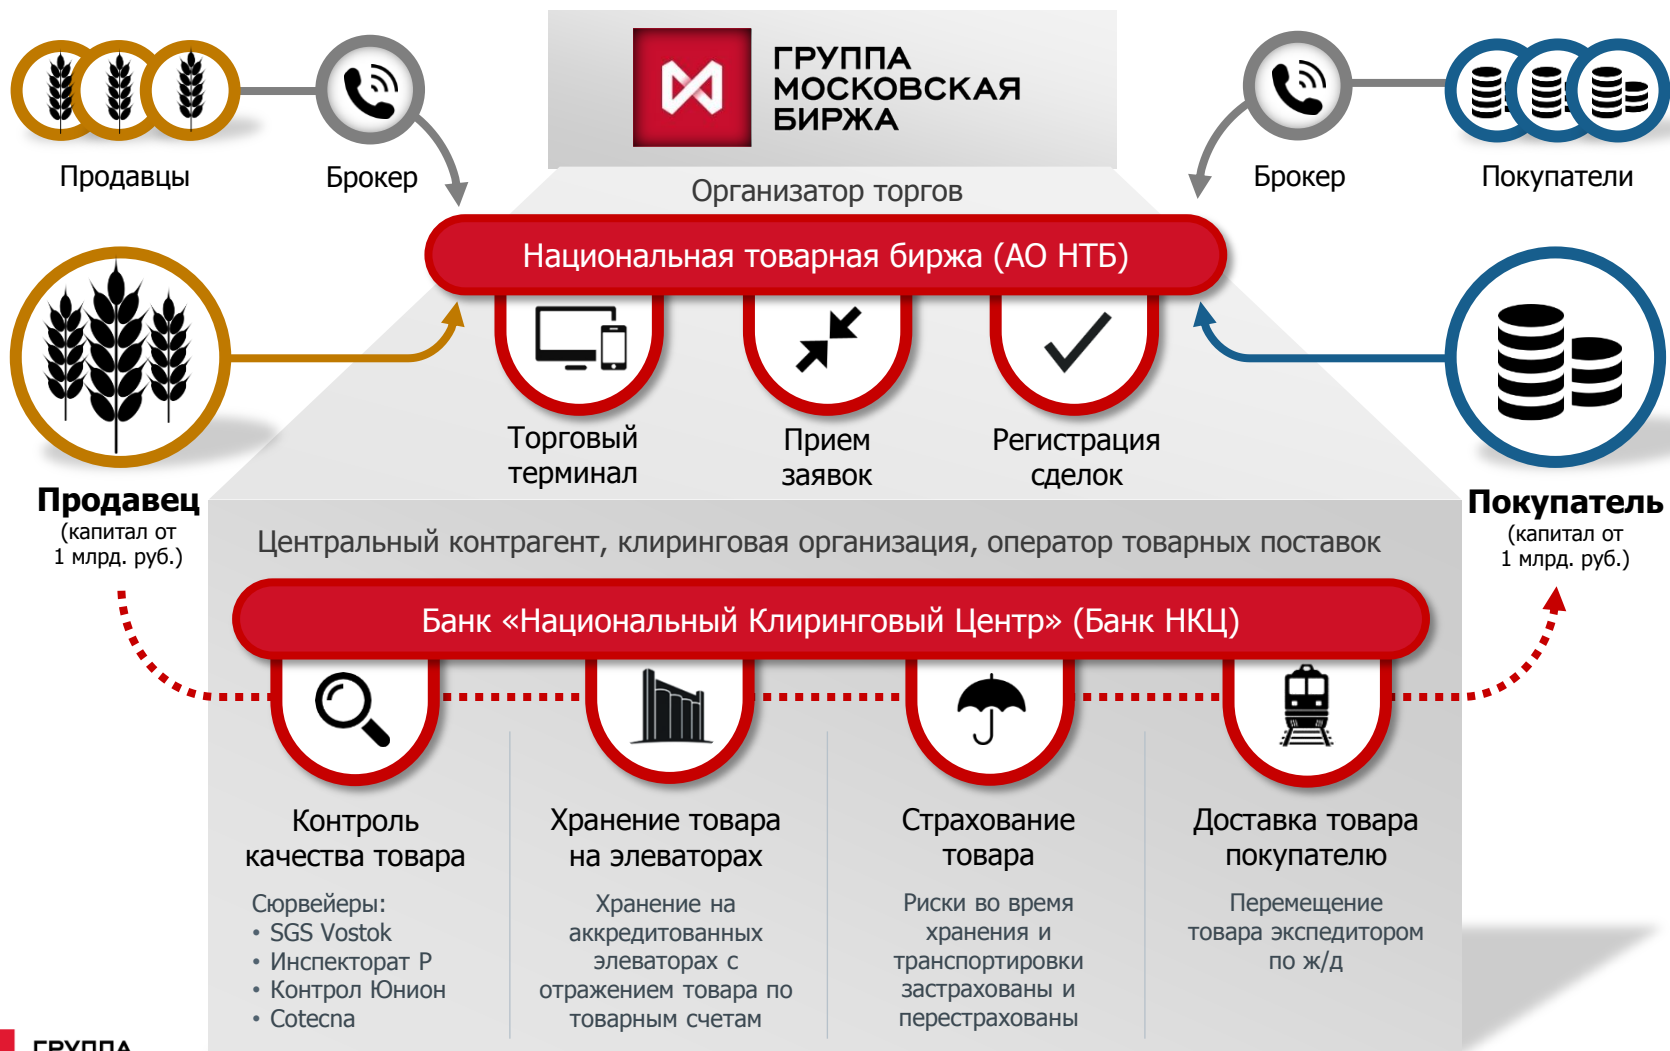 ГРУППА
МОСКОВСКАЯ
БИРЖА
Продавцы
Брокер
Брокер
Покупатели
Организатор торгов
Национальная товарная биржа (АО НТБ)
Торговый
терминал
Прием
заявок
Регистрация
сделок
Продавец
(капитал от
1 млрд. руб.)
Покупатель
(капитал от
1 млрд. руб.)
Центральный контрагент, клиринговая организация, оператор товарных поставок
Банк «Национальный Клиринговый Центр» (Банк НКЦ)
Контроль
качества товара
Сюрвейеры:
• SGS Vostok
• Инспекторат Р
• Контрол Юнион
• Cotecna
Хранение товара
на элеваторах
Хранение на
аккредитованных
элеваторах с
отражением товара по
товарным счетам
Страхование
товара
Риски во время
хранения и
транспортировки
застрахованы и
перестрахованы
Доставка товара
покупателю
Перемещение
товара экспедитором
по ж/д
ГРУППА